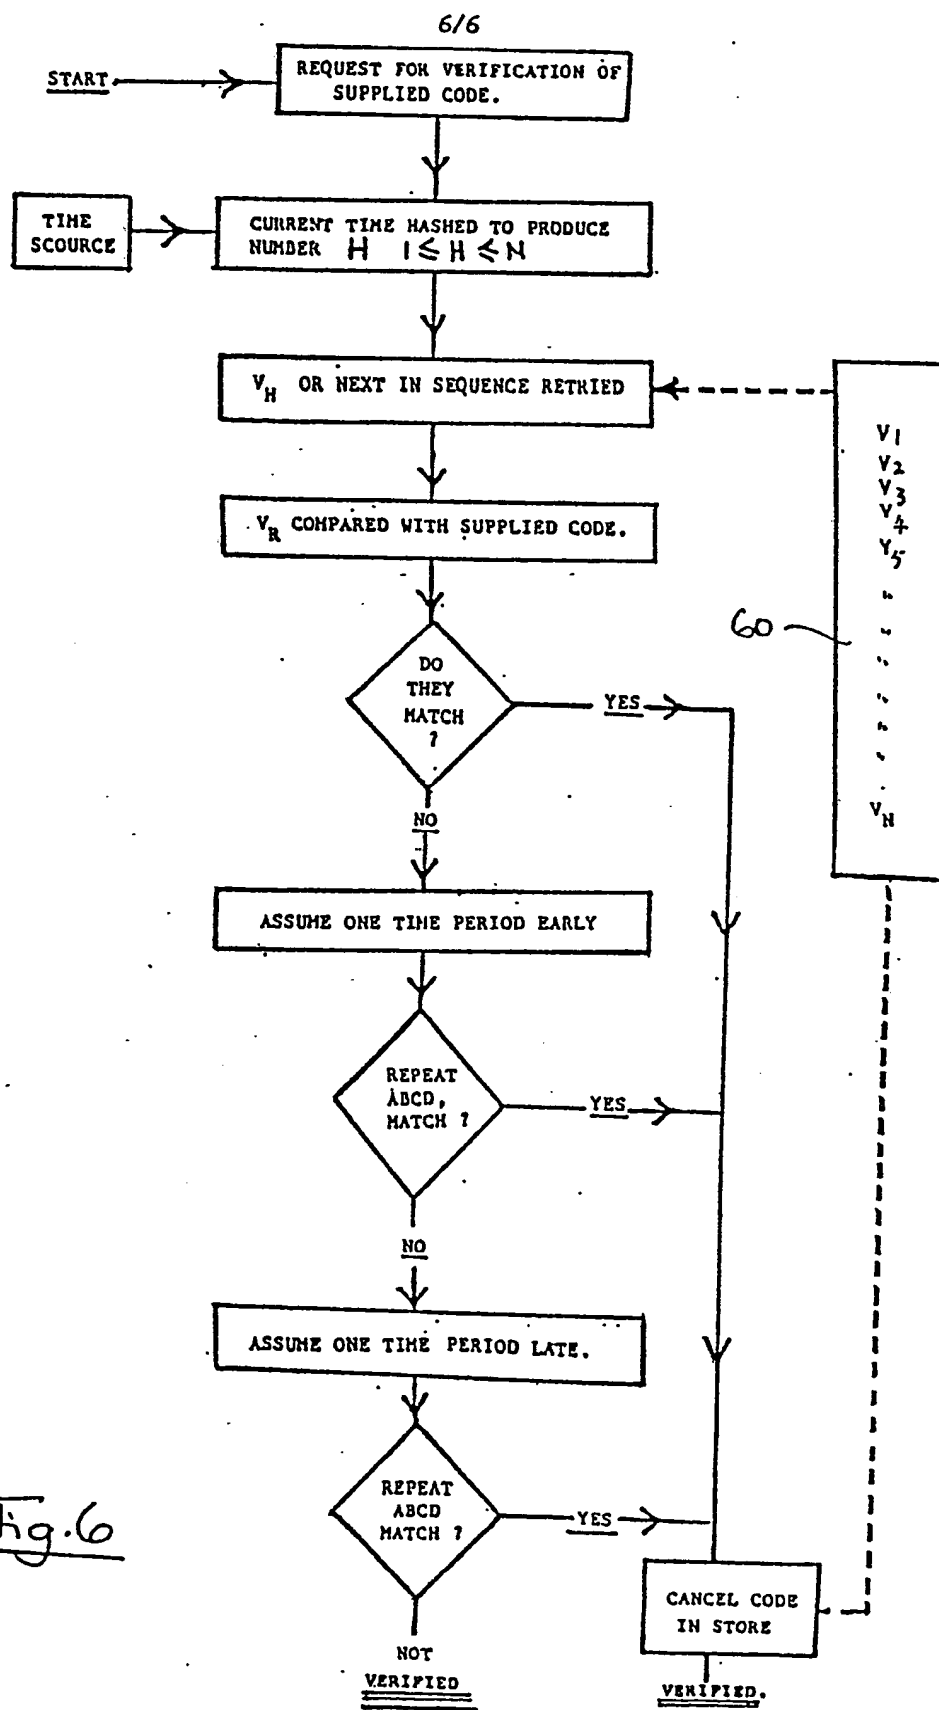 6/6
START
REQUEST FOR VERIFICATION OF
SUPPLIED CODE.
TIME
SCOURCE
CURRENT TIME HASHED TO PRODUCE
NUMBER H 1≤H≤N
V_H OR NEXT IN SEQUENCE RETRIED
V_R COMPARED WITH SUPPLIED CODE.
V1
V2
V3
V4
V5
V_N
60
DO
THEY
MATCH
?
YES
NO
ASSUME ONE TIME PERIOD EARLY
REPEAT
ABCD,
MATCH ?
YES
NO
ASSUME ONE TIME PERIOD LATE.
REPEAT
ABCD
MATCH ?
YES
Fig.6
CANCEL CODE
IN STORE
NOT
VERIFIED
VERIFIED.